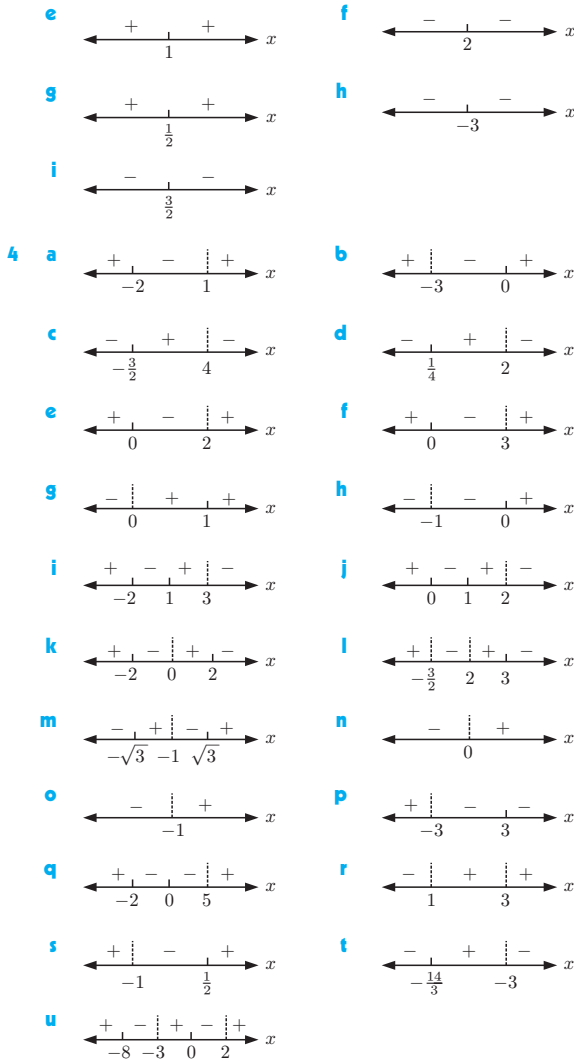 e + + x
1
f − − x
2
g + + x
1/2
h − − x
−3
i − − x
3/2
4 a + − + x
−2 1
b + − + x
−3 0
c − + − x
−3/2 4
d − + − x
1/4 2
e + − + x
0 2
f + − + x
0 3
g − + + x
0 1
h − − + x
−1 0
i + − + − x
−2 1 3
j + − + − x
0 1 2
k + − + − x
−2 0 2
l + − + − x
−3/2 2 3
m − + − + x
−√3 −1 √3
n − + x
0
o − + x
−1
p + − − x
−3 3
q + − − + x
−2 0 5
r − + + x
1 3
s + − + x
−1 1/2
t − + − x
−14/3 −3
u + − + − + x
−8 −3 0 2